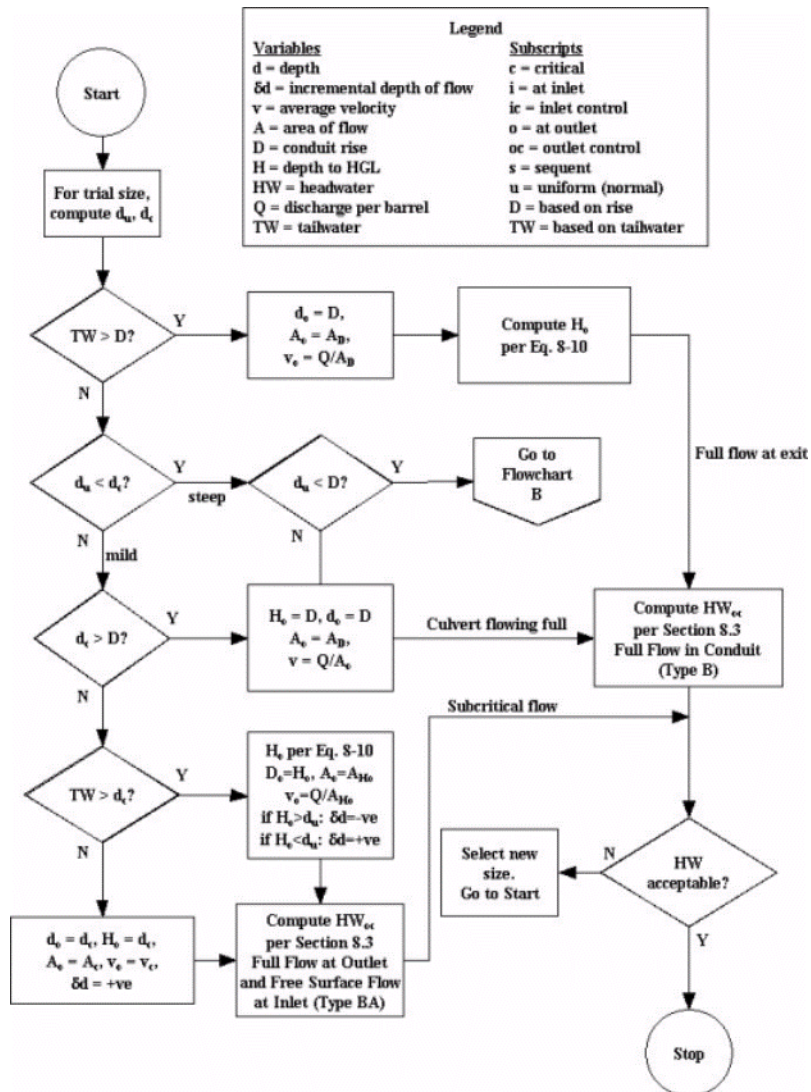 Legend
Variables
d = depth
δd = incremental depth of flow
v = average velocity
A = area of flow
D = conduit rise
H = depth to HGL
HW = headwater
Q = discharge per barrel
TW = tailwater
Subscripts
c = critical
i = at inlet
ic = inlet control
o = at outlet
oc = outlet control
s = sequent
u = uniform (normal)
D = based on rise
TW = based on tailwater
Start
For trial size,
compute du, dc
TW > D?
Y
N
do = D,
Ao = AD,
vo = Q/AD
Compute Ho
per Eq. 8-10
Full flow at exit
du < dc?
Y
steep
N
mild
du < D?
Y
N
Go to
Flowchart
B
dc > D?
Y
N
Ho = D, do = D
Ao = AD,
v = Q/Ao
Culvert flowing full
Compute HWoc
per Section 8.3
Full Flow in Conduit
(Type B)
Subcritical flow
TW > dc?
Y
N
Ho per Eq. 8-10
Do=Ho, Ao=AHo
vo=Q/AHo
if Ho>du: δd=-ve
if Ho<du: δd=+ve
do = dc, Ho = dc,
Ao = Ac, vo = vc,
δd = +ve
Compute HWoc
per Section 8.3
Full Flow at Outlet
and Free Surface Flow
at Inlet (Type BA)
Select new
size.
Go to Start
N
HW
acceptable?
Y
Stop